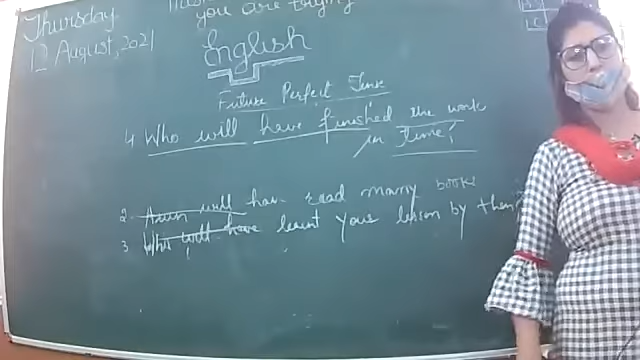 you are trying
Thursday
12 August, 2021
English
Future Perfect Tense
4 Who will have finished the work
in time?
2. Arun will have read many books
3 Who will have learnt your lesson by then